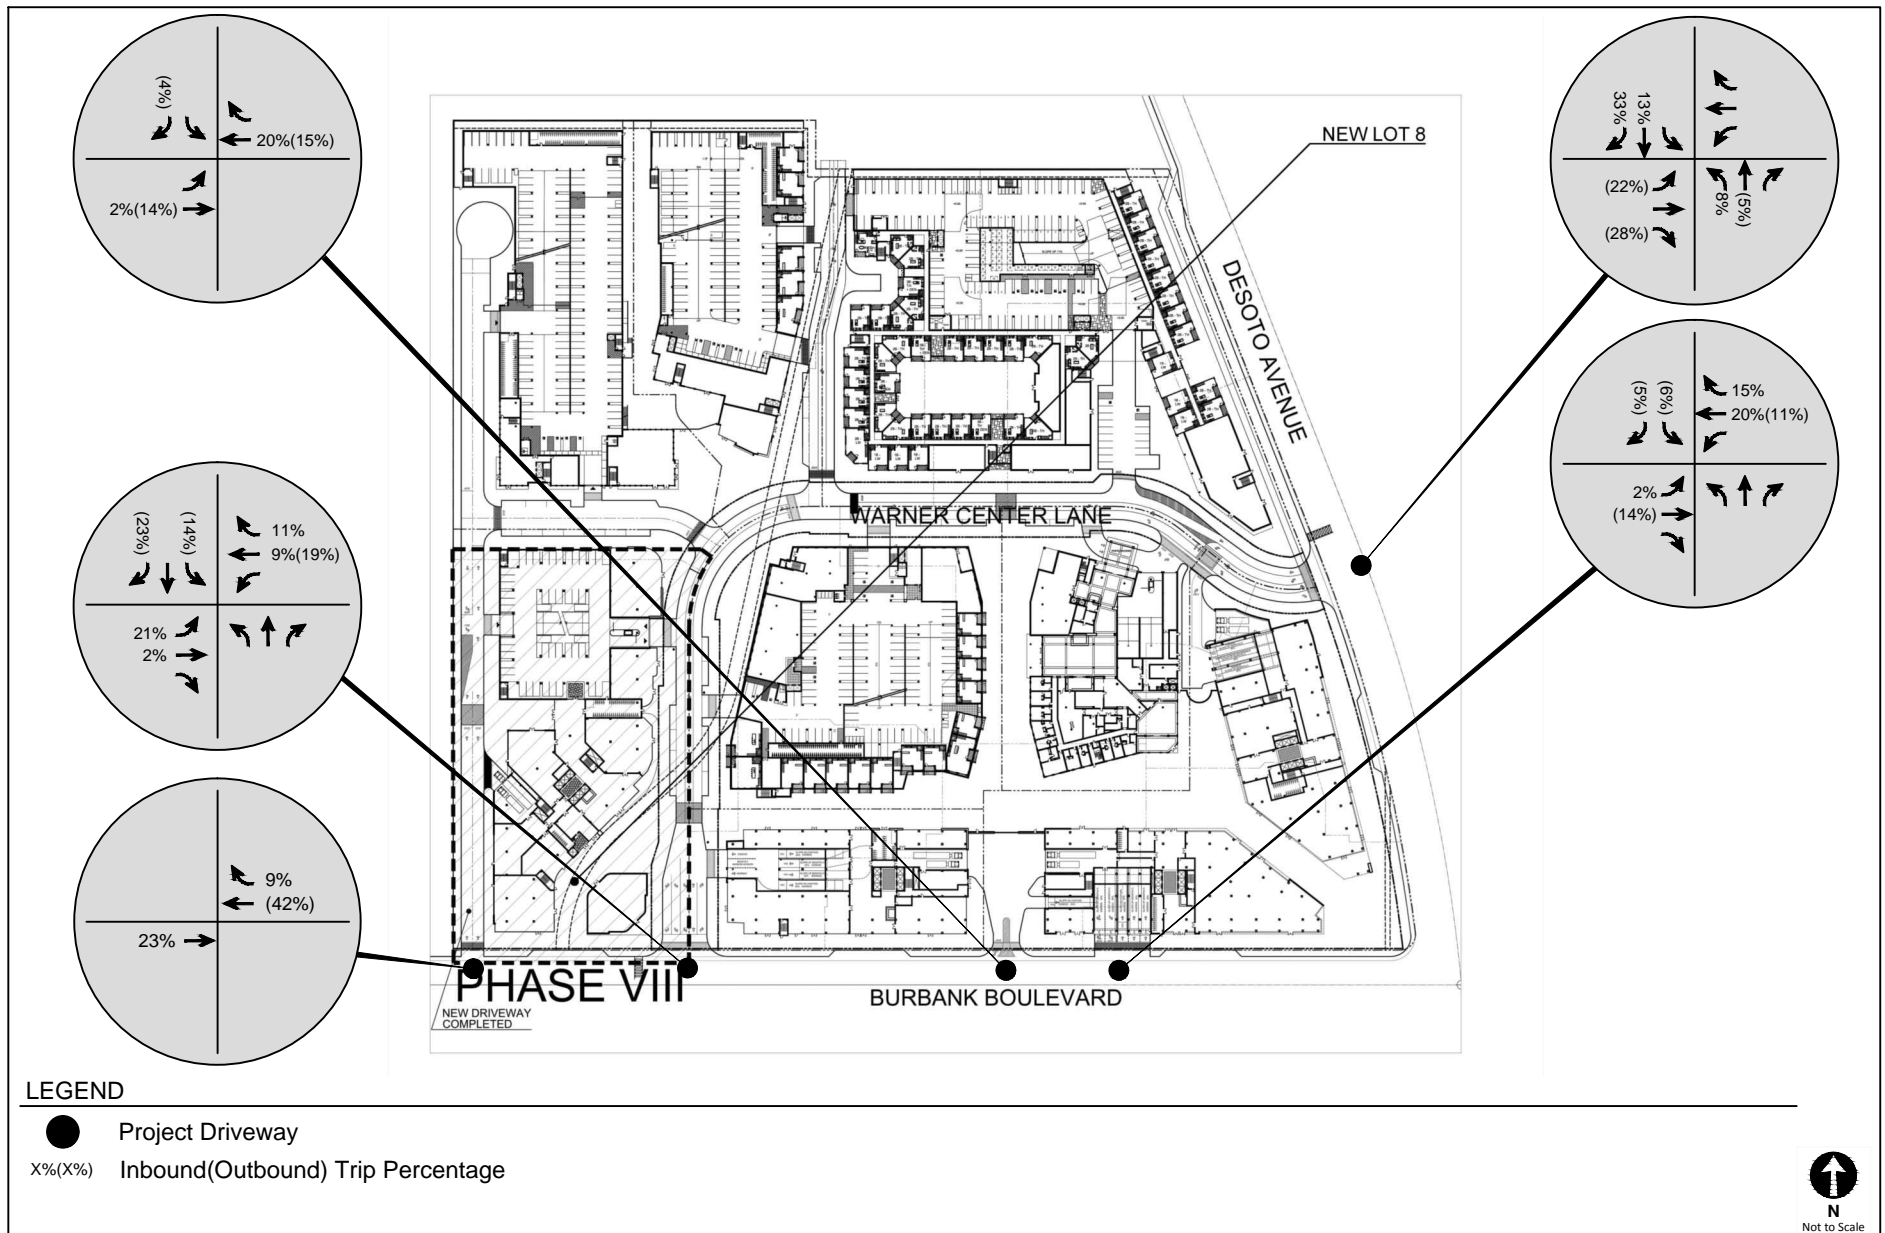 (4%)
20%(15%)
2%(14%)
NEW LOT 8
33%
13%
(22%)
(28%)
8%
(5%)
DESOTO AVENUE
(5%)
(6%)
15%
20%(11%)
2%
(14%)
WARNER CENTER LANE
(23%)
(14%)
11%
9%(19%)
21%
2%
9%
(42%)
23%
PHASE VIII
NEW DRIVEWAY
COMPLETED
BURBANK BOULEVARD
LEGEND
Project Driveway
X%(X%) Inbound(Outbound) Trip Percentage
N
Not to Scale